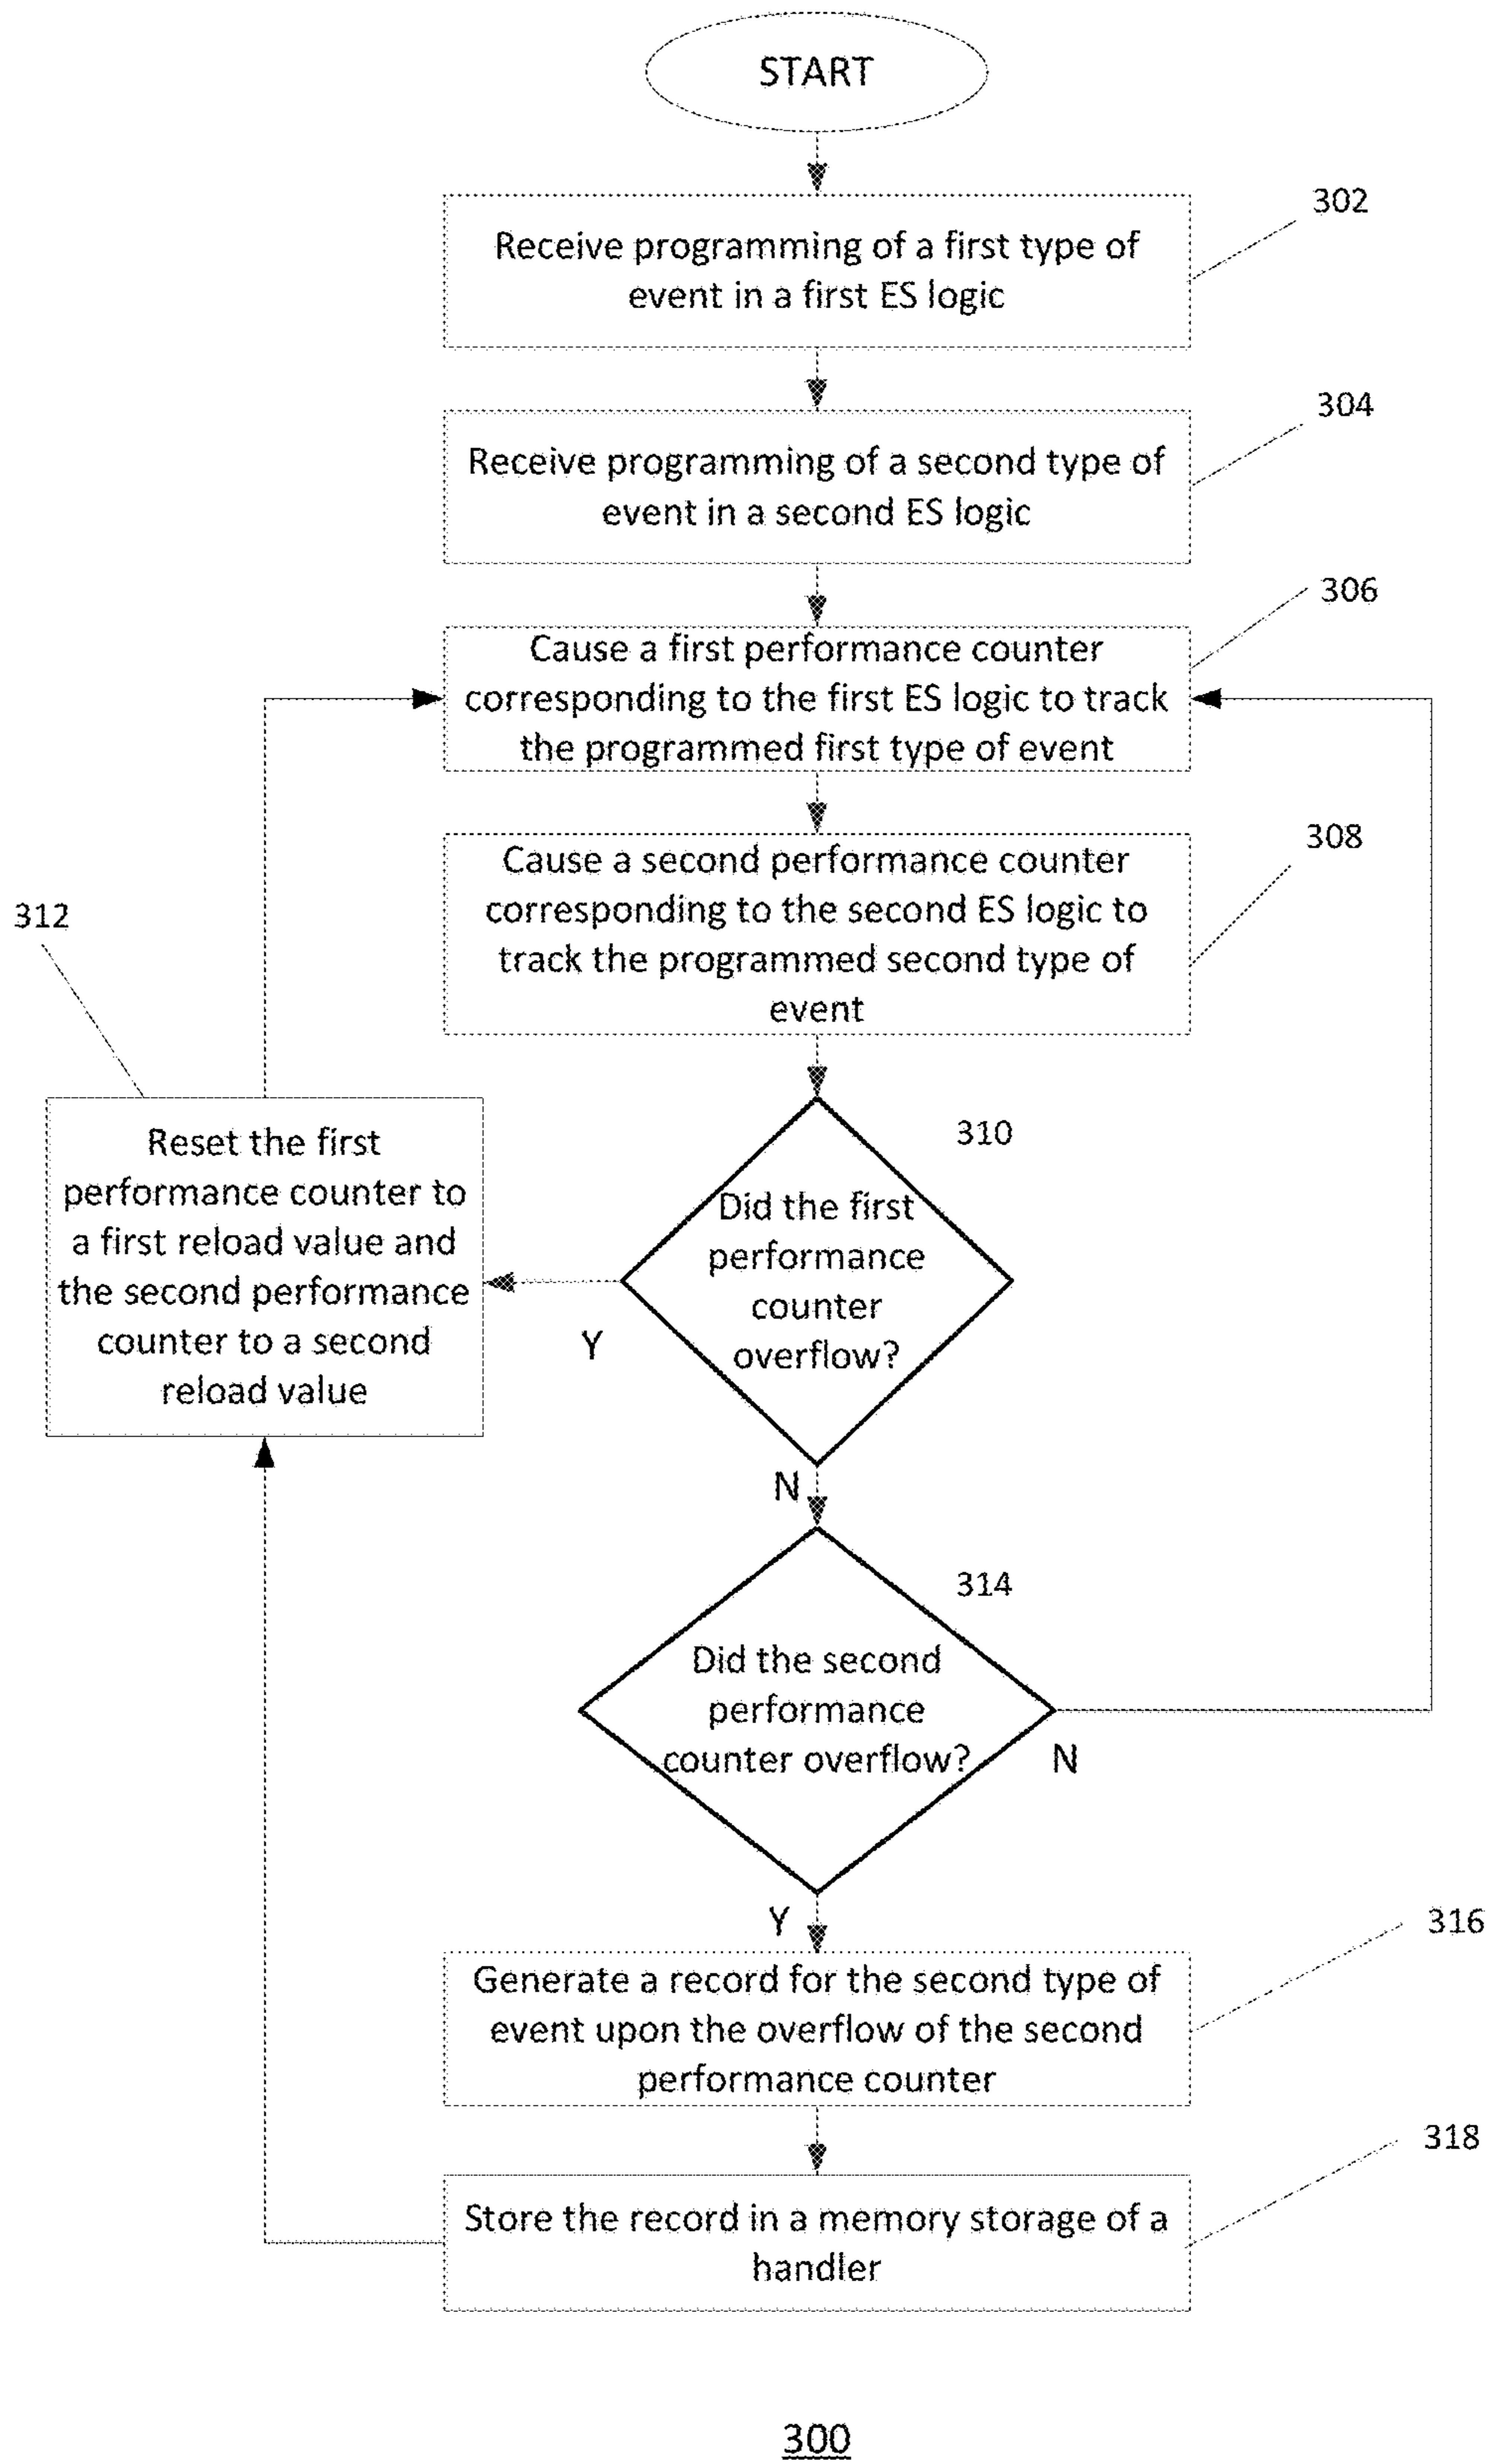 START
302
Receive programming of a first type of
event in a first ES logic
304
Receive programming of a second type of
event in a second ES logic
306
Cause a first performance counter
corresponding to the first ES logic to track
the programmed first type of event
308
Cause a second performance counter
corresponding to the second ES logic to
track the programmed second type of
event
312
Reset the first
performance counter to
a first reload value and
the second performance
counter to a second
reload value
310
Did the first
performance
counter
overflow?
Y
N
314
Did the second
performance
counter overflow?
N
Y
316
Generate a record for the second type of
event upon the overflow of the second
performance counter
318
Store the record in a memory storage of a
handler
300